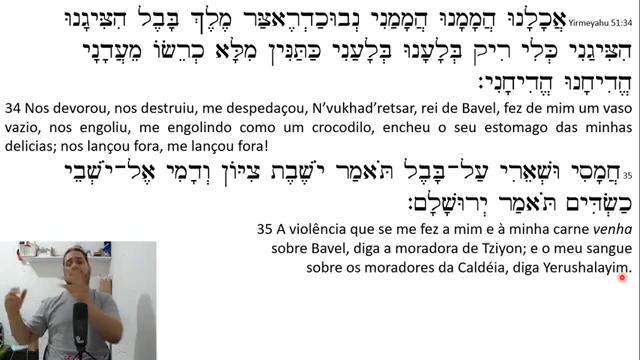 אֲכָלָנוּ הֲמָמָנוּ הֲמָמַנִי נְבוּכַדְרֶאצַּר מֶלֶךְ בָּבֶל הִצִּיגָנוּ Yirmeyahu 51:34
הִצִּיגַנִי כְּלִי רִיק בְּלָעָנוּ בְּלָעַנִי כַּתַּנִּין מִלָּא כְרֵשׂוֹ מֵעֲדָנָי
הֱדִיחָנוּ הֱדִיחָנִי׃
34 Nos devorou, nos destruiu, me despedaçou, N’vukhad’retsar, rei de Bavel, fez de mim um vaso
vazio, nos engoliu, me engolindo como um crocodilo, encheu o seu estomago das minhas
delicias; nos lançou fora, me lançou fora!
35 חֲמָסִי וּשְׁאֵרִי עַל־בָּבֶל תֹּאמַר יֹשֶׁבֶת צִיּוֹן וְדָמִי אֶל־יֹשְׁבֵי
כַשְׂדִּים תֹּאמַר יְרוּשָׁלִָם׃
35 A violência que se me fez a mim e à minha carne venha
sobre Bavel, diga a moradora de Tziyon; e o meu sangue
sobre os moradores da Caldéia, diga Yerushalayim.